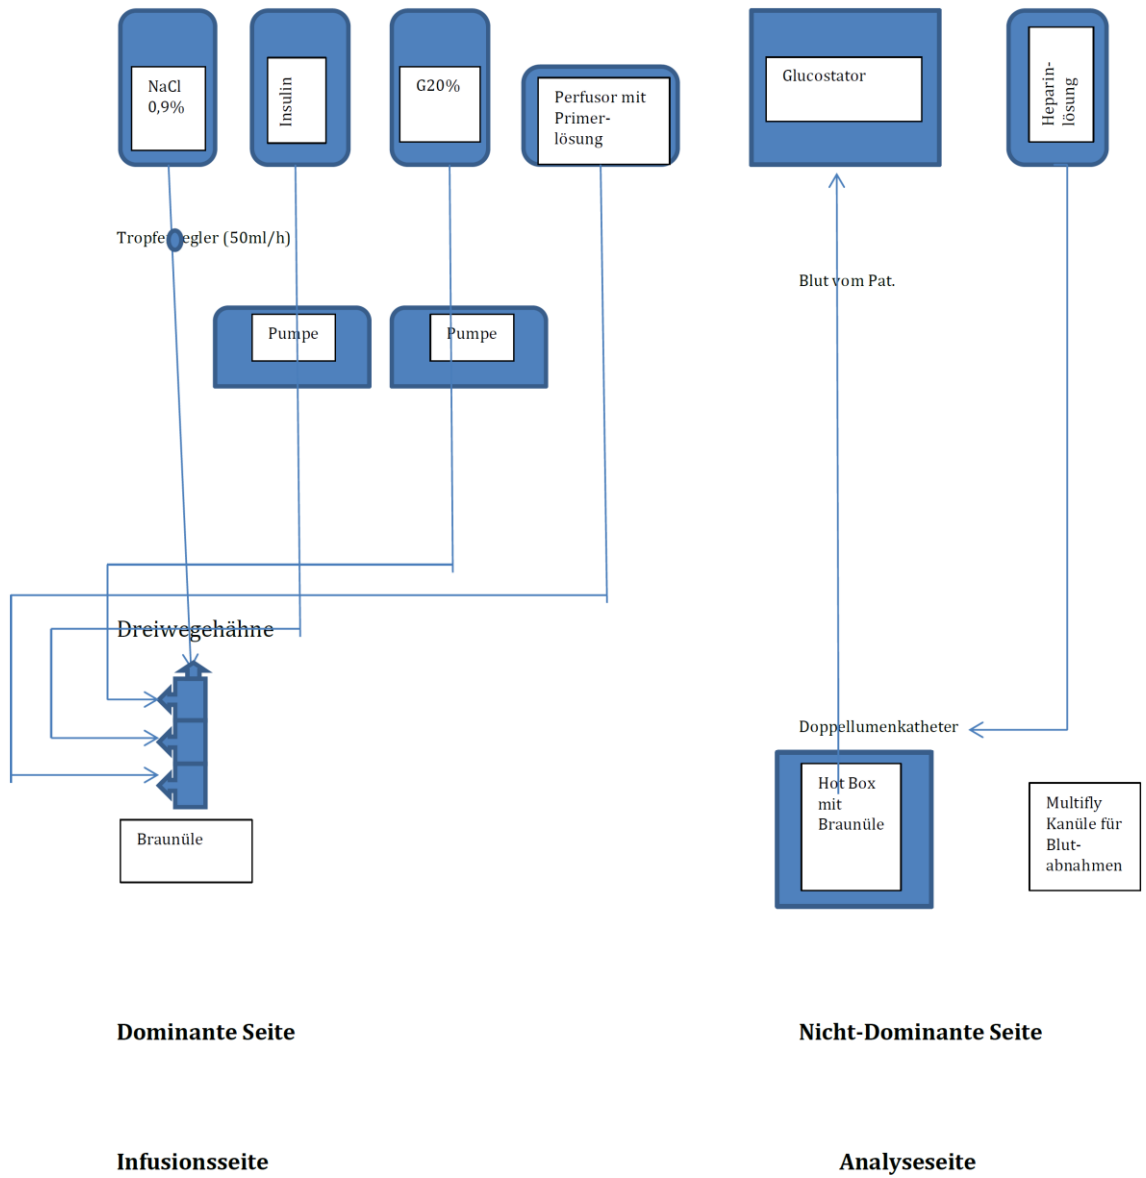 NaCl
0,9%
Insulin
G20%
Perfusor mit
Primer-
lösung
Glucostator
Heparin-
lösung
Tropfenregler (50ml/h)
Blut vom Pat.
Pumpe
Pumpe
Dreiwegehähne
Doppellumenkatheter
Hot Box
mit
Braunüle
Multifly
Kanüle für
Blut-
abnahmen
Braunüle
Dominante Seite
Nicht-Dominante Seite
Infusionsseite
Analyseseite